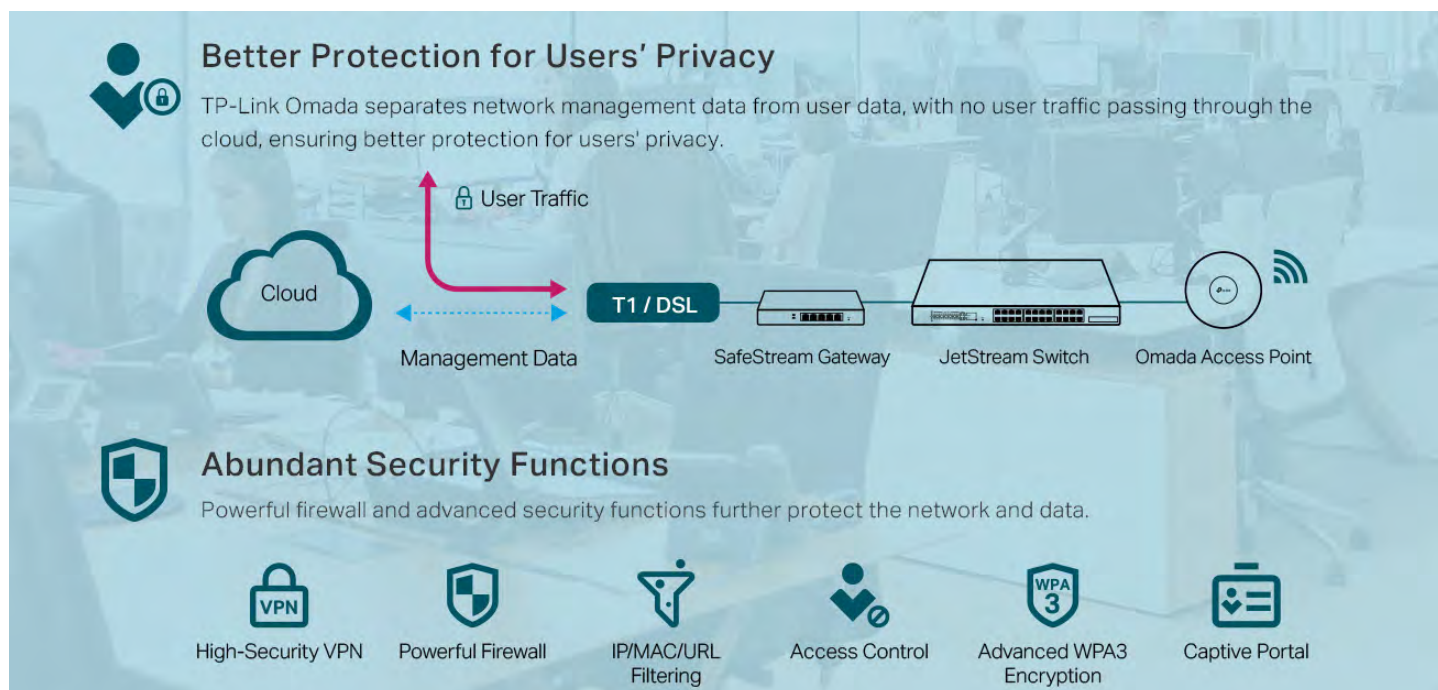 Better Protection for Users' Privacy
TP-Link Omada separates network management data from user data, with no user traffic passing through the
cloud, ensuring better protection for users' privacy.
User Traffic
Cloud
T1 / DSL
Management Data
SafeStream Gateway
JetStream Switch
Omada Access Point
Abundant Security Functions
Powerful firewall and advanced security functions further protect the network and data.
VPN
WPA
3
High-Security VPN
Powerful Firewall
IP/MAC/URL
Filtering
Access Control
Advanced WPA3
Encryption
Captive Portal